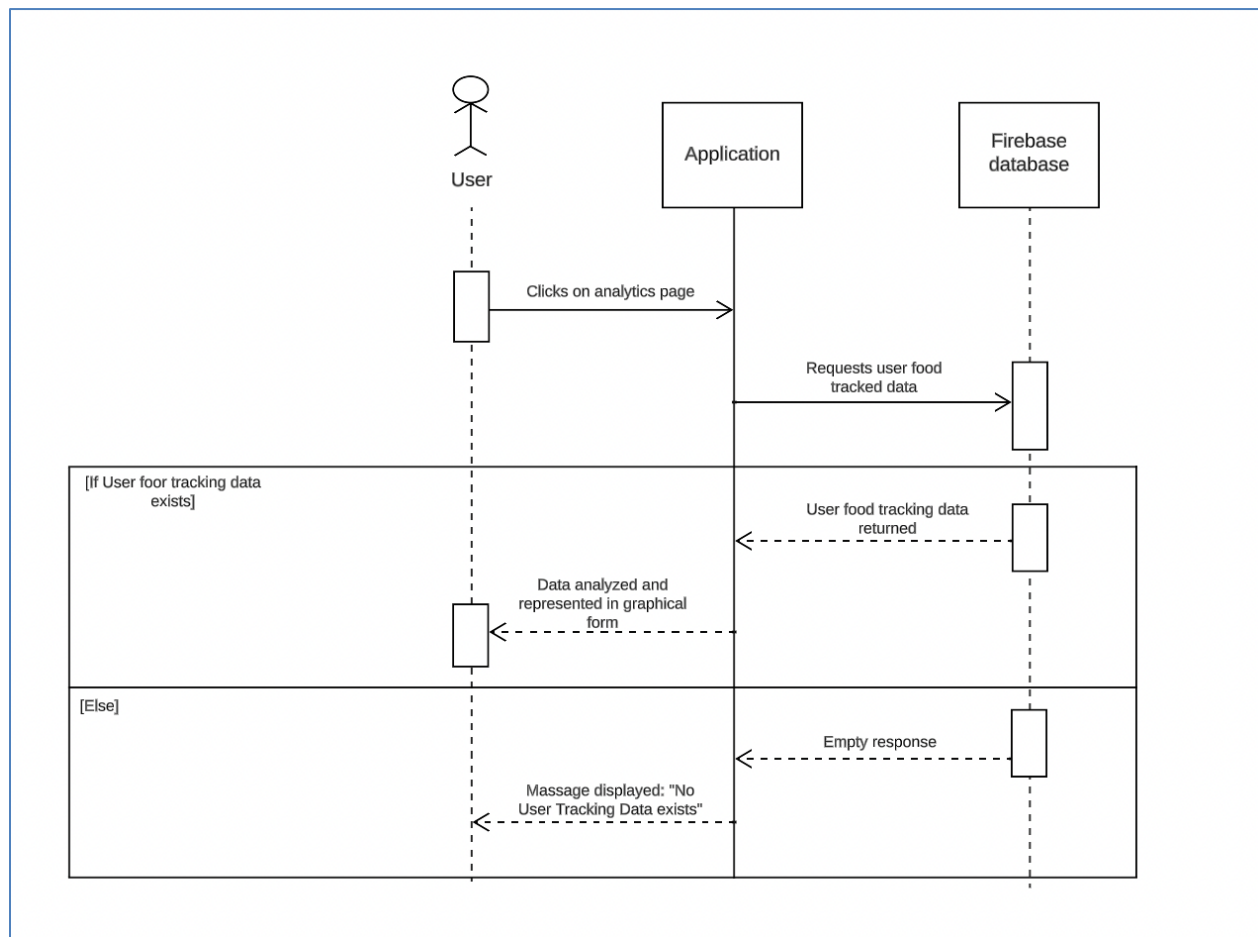 User
Application
Firebase
database
Clicks on analytics page
Requests user food
tracked data
[If User foor tracking data
exists]
User food tracking data
returned
Data analyzed and
represented in graphical
form
[Else]
Empty response
Massage displayed: "No
User Tracking Data exists"